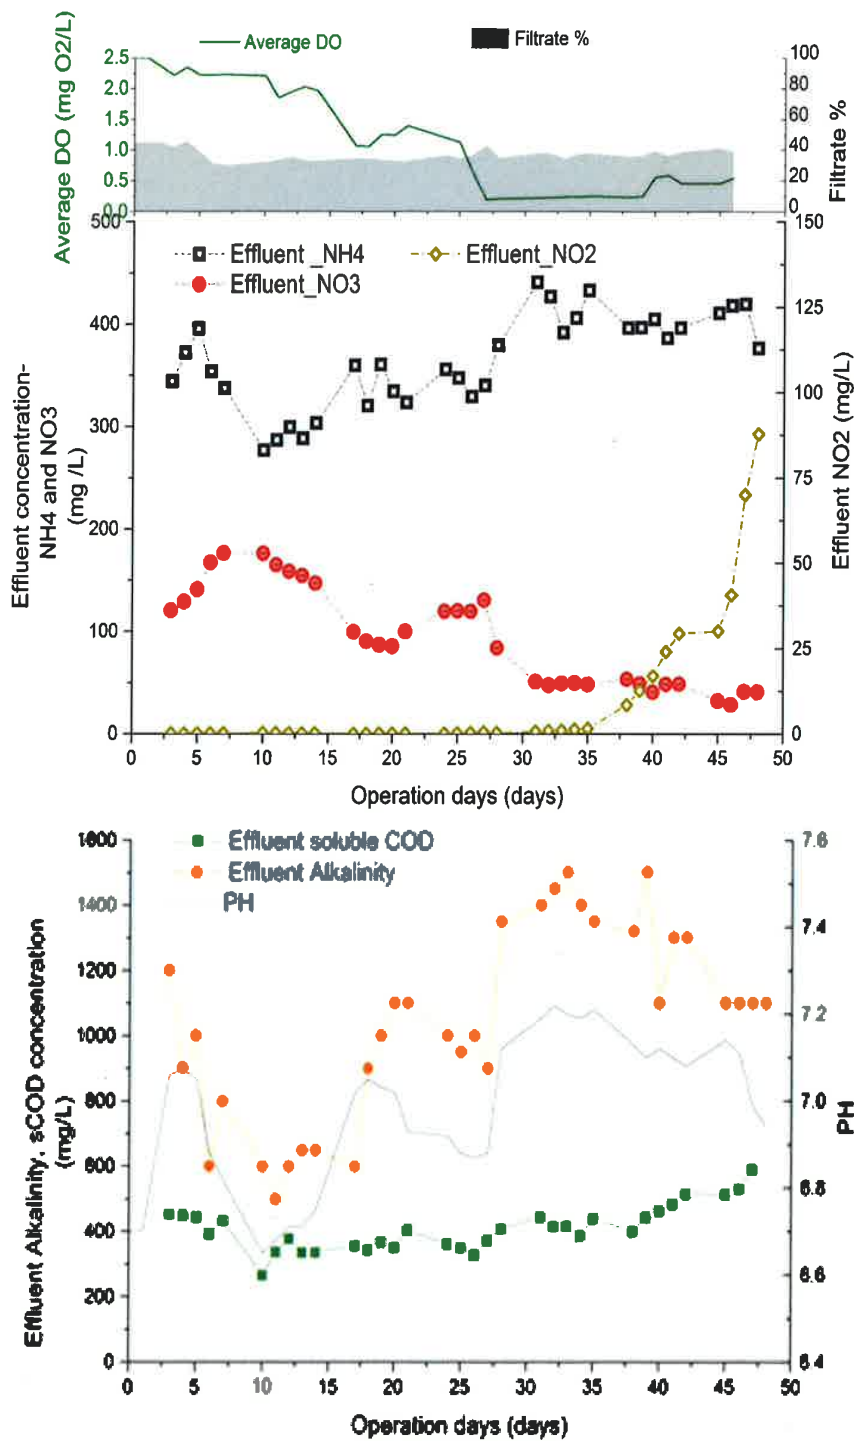 Average DO
Filtrate %
Average DO (mg O2/L)
2.5
2.0
1.5
1.0
0.5
0.0
100
80
60
40
20
0
Filtrate %
Effluent _NH4
Effluent_NO2
Effluent_NO3
Effluent concentration-
NH4 and NO3
(mg /L)
500
400
300
200
100
0
150
125
100
75
50
25
0
Effluent NO2 (mg/L)
0 5 10 15 20 25 30 35 40 45 50
Operation days (days)
Effluent soluble COD
Effluent Alkalinity
PH
Effluent Alkalinity, sCOD concentration
(mg/L)
1600
1400
1200
1000
800
600
400
200
0
7.6
7.4
7.2
7.0
6.8
6.6
6.4
PH
0 5 10 15 20 25 30 35 40 45 50
Operation days (days)